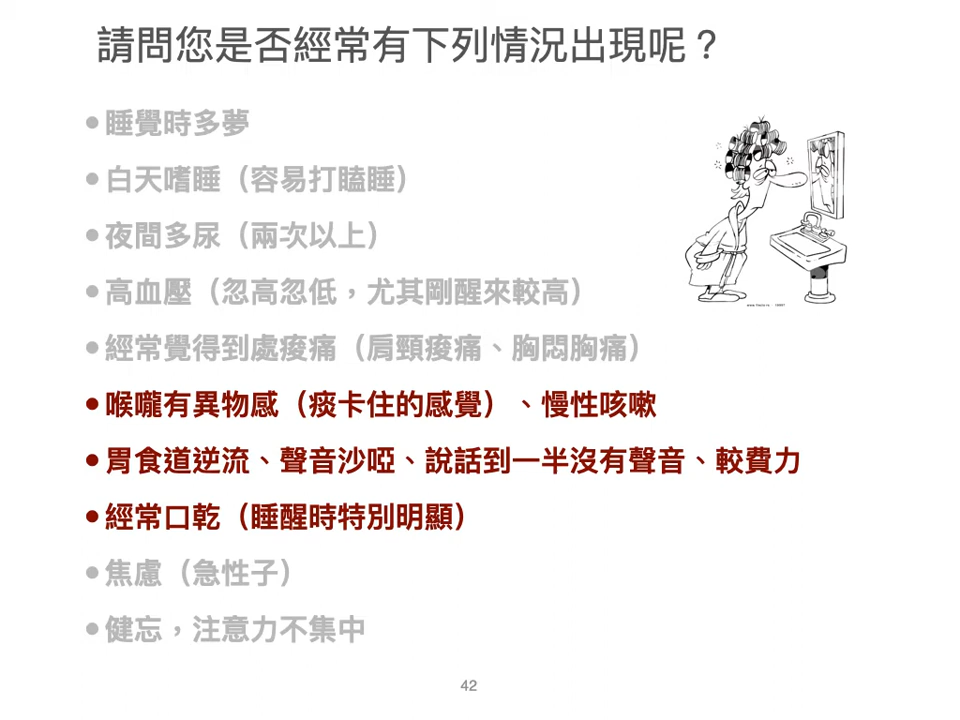 請問您是否經常有下列情況出現呢？
•睡覺時多夢
•白天嗜睡（容易打瞌睡）
•夜間多尿（兩次以上）
•高血壓（忽高忽低，尤其剛醒來較高）
•經常覺得到處痠痛（肩頸痠痛、胸悶胸痛）
•喉嚨有異物感（痰卡住的感覺）、慢性咳嗽
•胃食道逆流、聲音沙啞、說話到一半沒有聲音、較費力
•經常口乾（睡醒時特別明顯）
•焦慮（急性子）
•健忘，注意力不集中
42